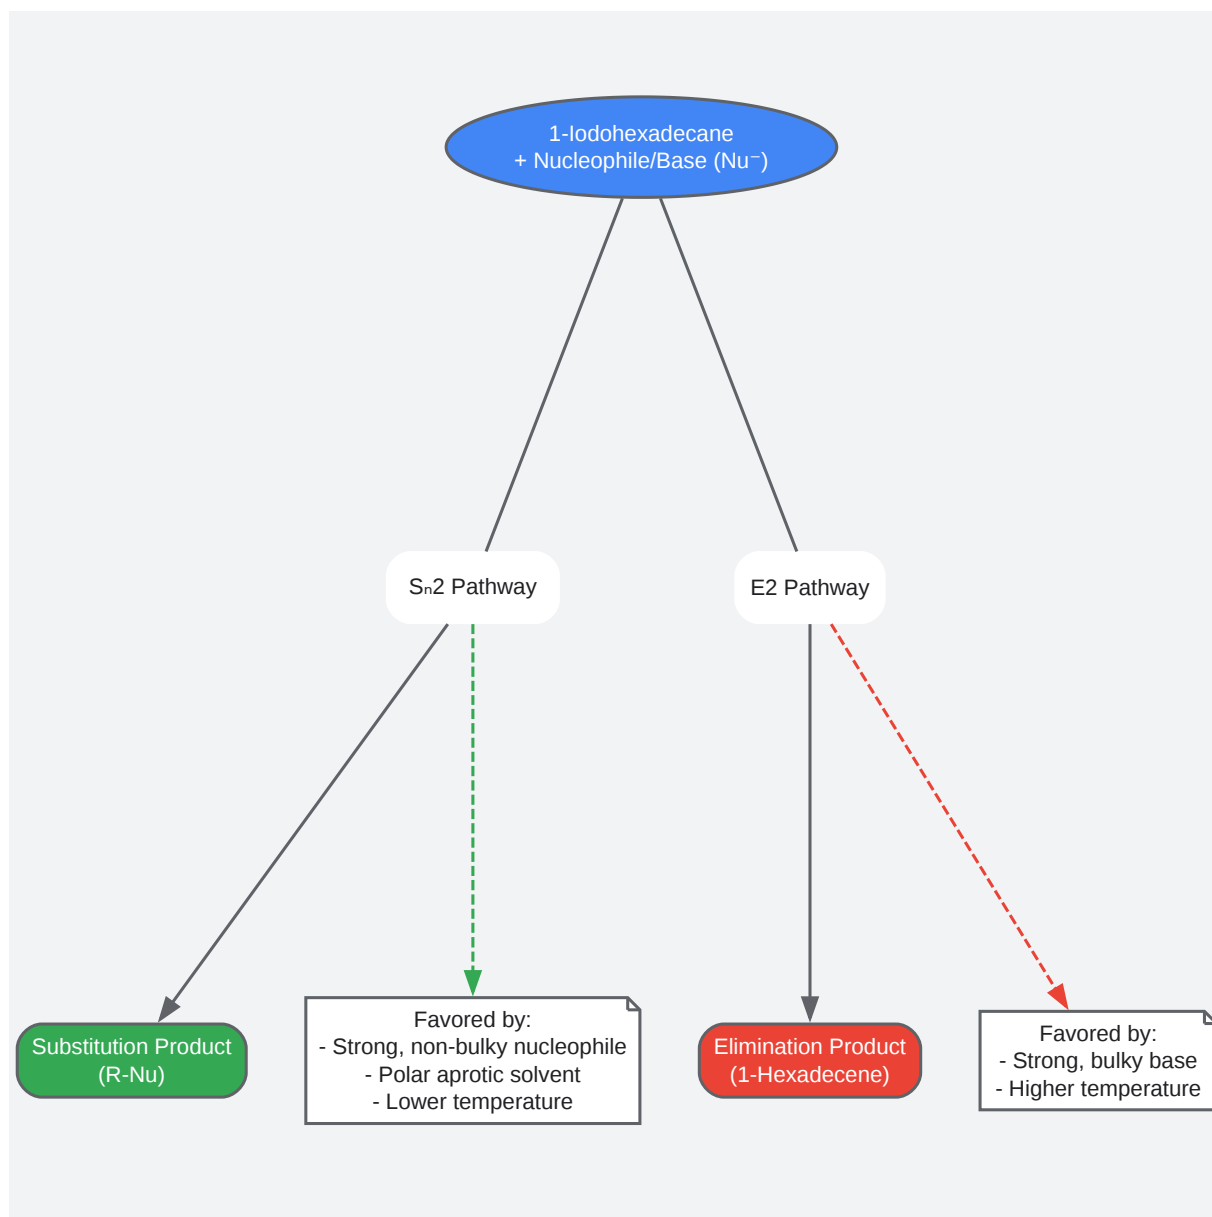 1-Iodohexadecane
+ Nucleophile/Base (Nu⁻)
Sₙ2 Pathway
E2 Pathway
Substitution Product
(R-Nu)
Favored by:
- Strong, non-bulky nucleophile
- Polar aprotic solvent
- Lower temperature
Elimination Product
(1-Hexadecene)
Favored by:
- Strong, bulky base
- Higher temperature